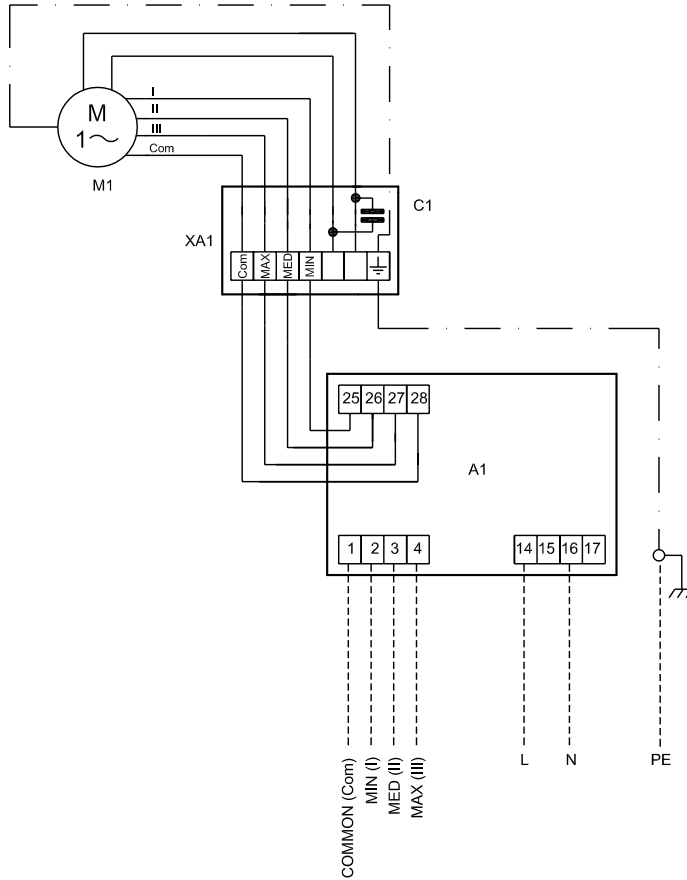 I
II
M
1~
III
Com
M1
C1
XA1
Com MAX MED MIN
25 26 27 28
A1
1 2 3 4
14 15 16 17
COMMON (Com)
MIN (I)
MED (II)
MAX (III)
L
N
PE